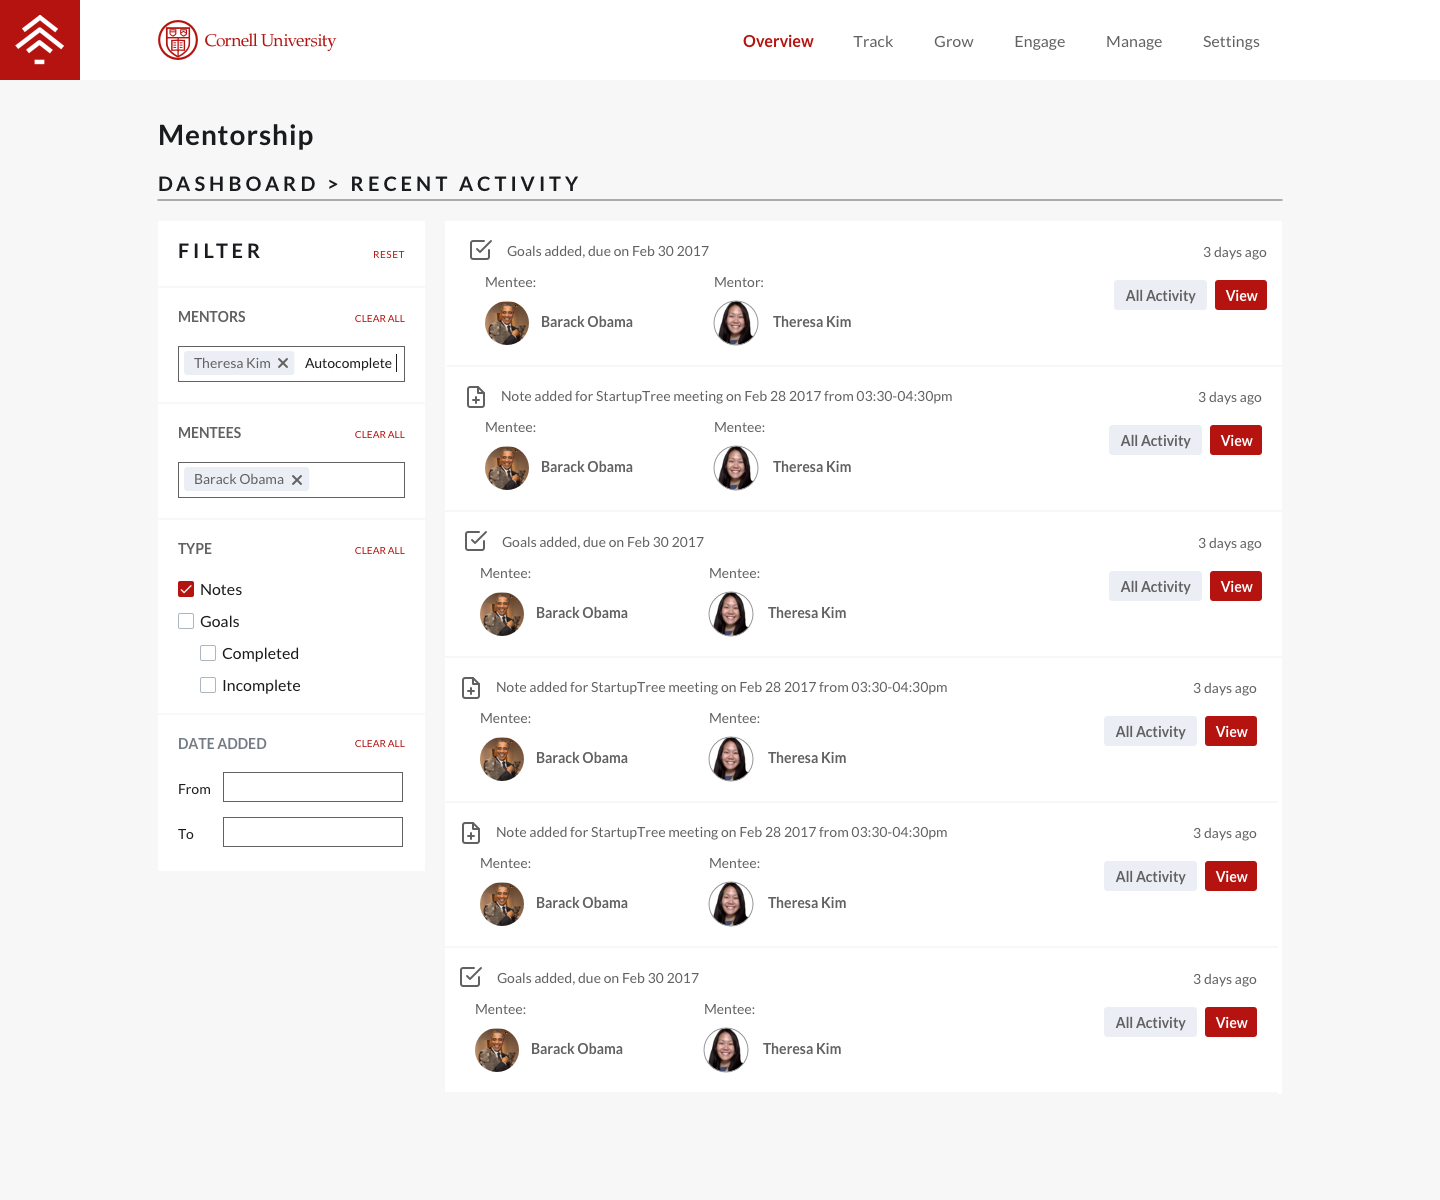 Cornell University
Overview Track Grow Engage Manage Settings
Mentorship
DASHBOARD > RECENT ACTIVITY
FILTER RESET
MENTORS CLEAR ALL
Theresa Kim Autocomplete
MENTEES CLEAR ALL
Barack Obama
TYPE CLEAR ALL
Notes
Goals
Completed
Incomplete
DATE ADDED CLEAR ALL
From
To
Goals added, due on Feb 30 2017 3 days ago
Mentee: Mentor:
All Activity View
Barack Obama Theresa Kim
Note added for StartupTree meeting on Feb 28 2017 from 03:30-04:30pm 3 days ago
Mentee: Mentee:
All Activity View
Barack Obama Theresa Kim
Goals added, due on Feb 30 2017 3 days ago
Mentee: Mentee:
All Activity View
Barack Obama Theresa Kim
Note added for StartupTree meeting on Feb 28 2017 from 03:30-04:30pm 3 days ago
Mentee: Mentee:
All Activity View
Barack Obama Theresa Kim
Note added for StartupTree meeting on Feb 28 2017 from 03:30-04:30pm 3 days ago
Mentee: Mentee:
All Activity View
Barack Obama Theresa Kim
Goals added, due on Feb 30 2017 3 days ago
Mentee: Mentee:
All Activity View
Barack Obama Theresa Kim